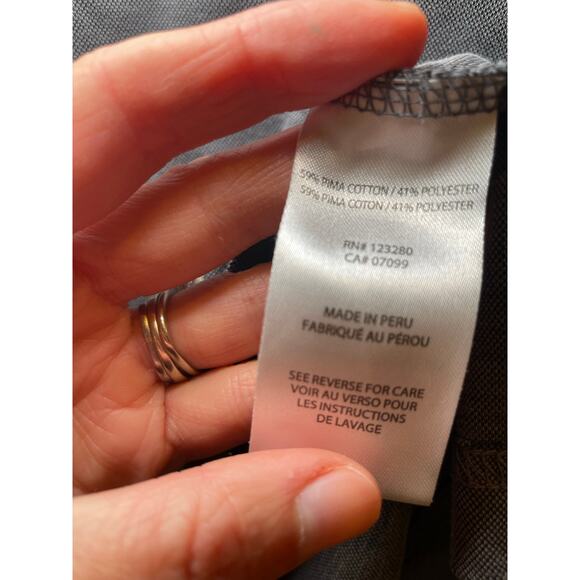 59% PIMA COTTON / 41% POLYESTER
59% PIMA COTON / 41% POLYESTER
RN# 123280
CA# 07099
MADE IN PERU
FABRIQUÉ AU PÉROU
SEE REVERSE FOR CARE
VOIR AU VERSO POUR
LES INSTRUCTIONS
DE LAVAGE